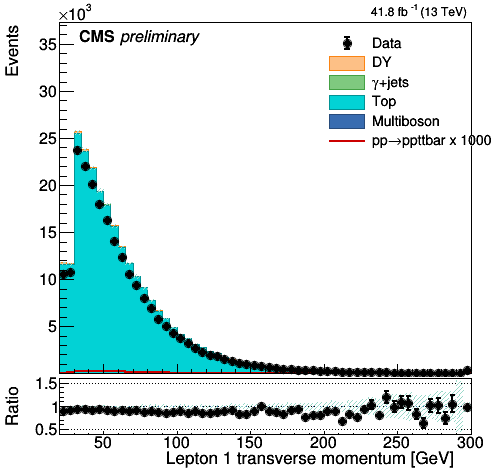 ×10³
41.8 fb⁻¹ (13 TeV)
CMS preliminary
Events
35
30
25
20
15
10
5
Data
DY
γ+jets
Top
Multiboson
pp→ppttbar x 1000
Ratio
1.5
1
0.5
50 100 150 200 250 300
Lepton 1 transverse momentum [GeV]